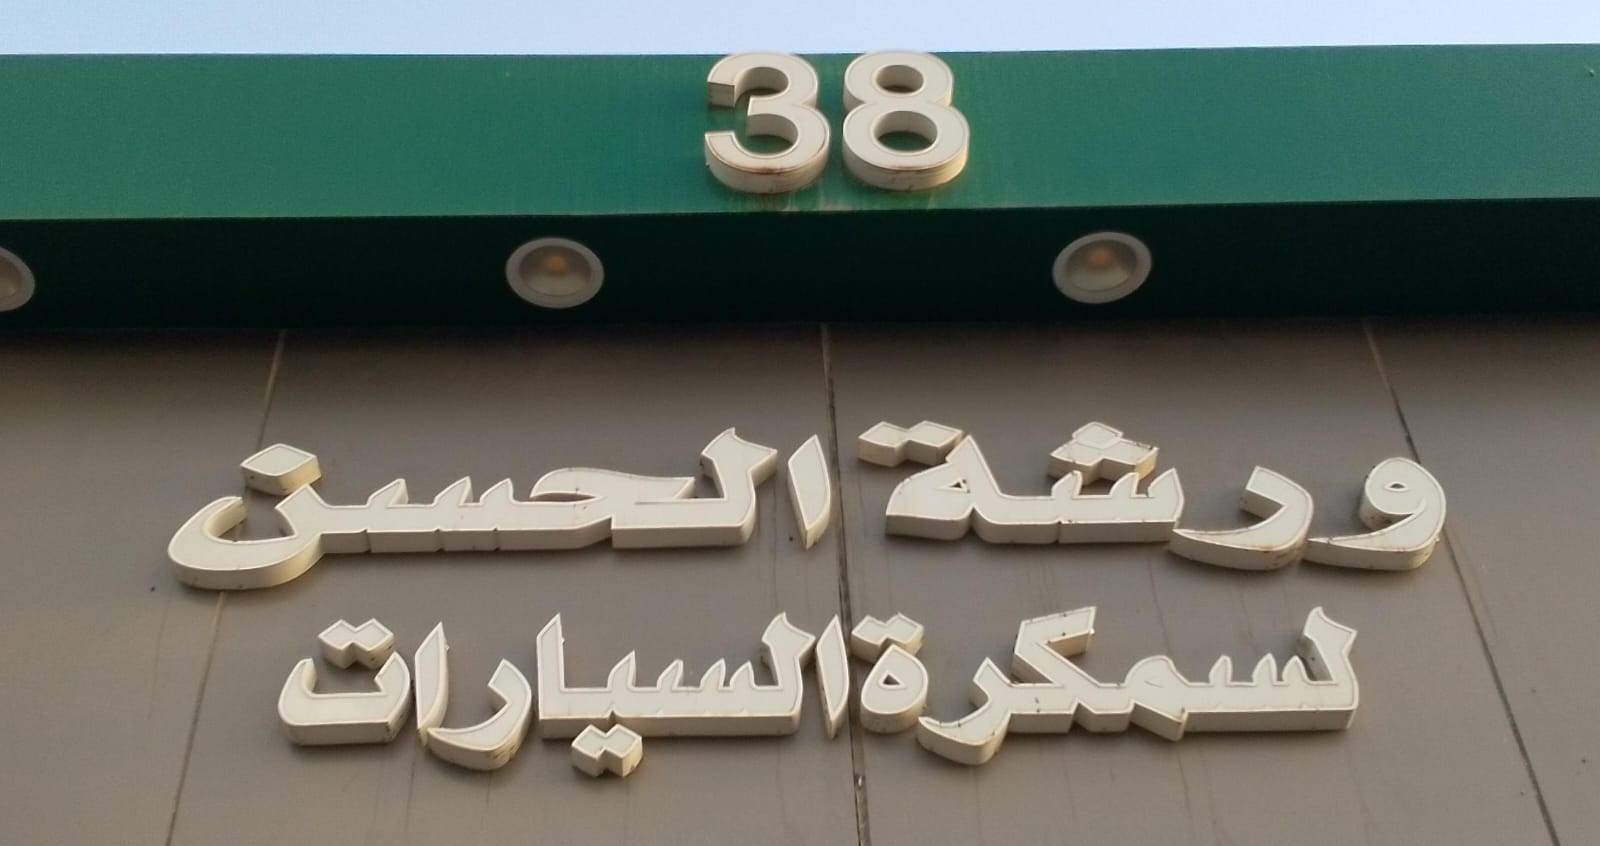 38
ورشة الحسن
لسمكرة السيارات